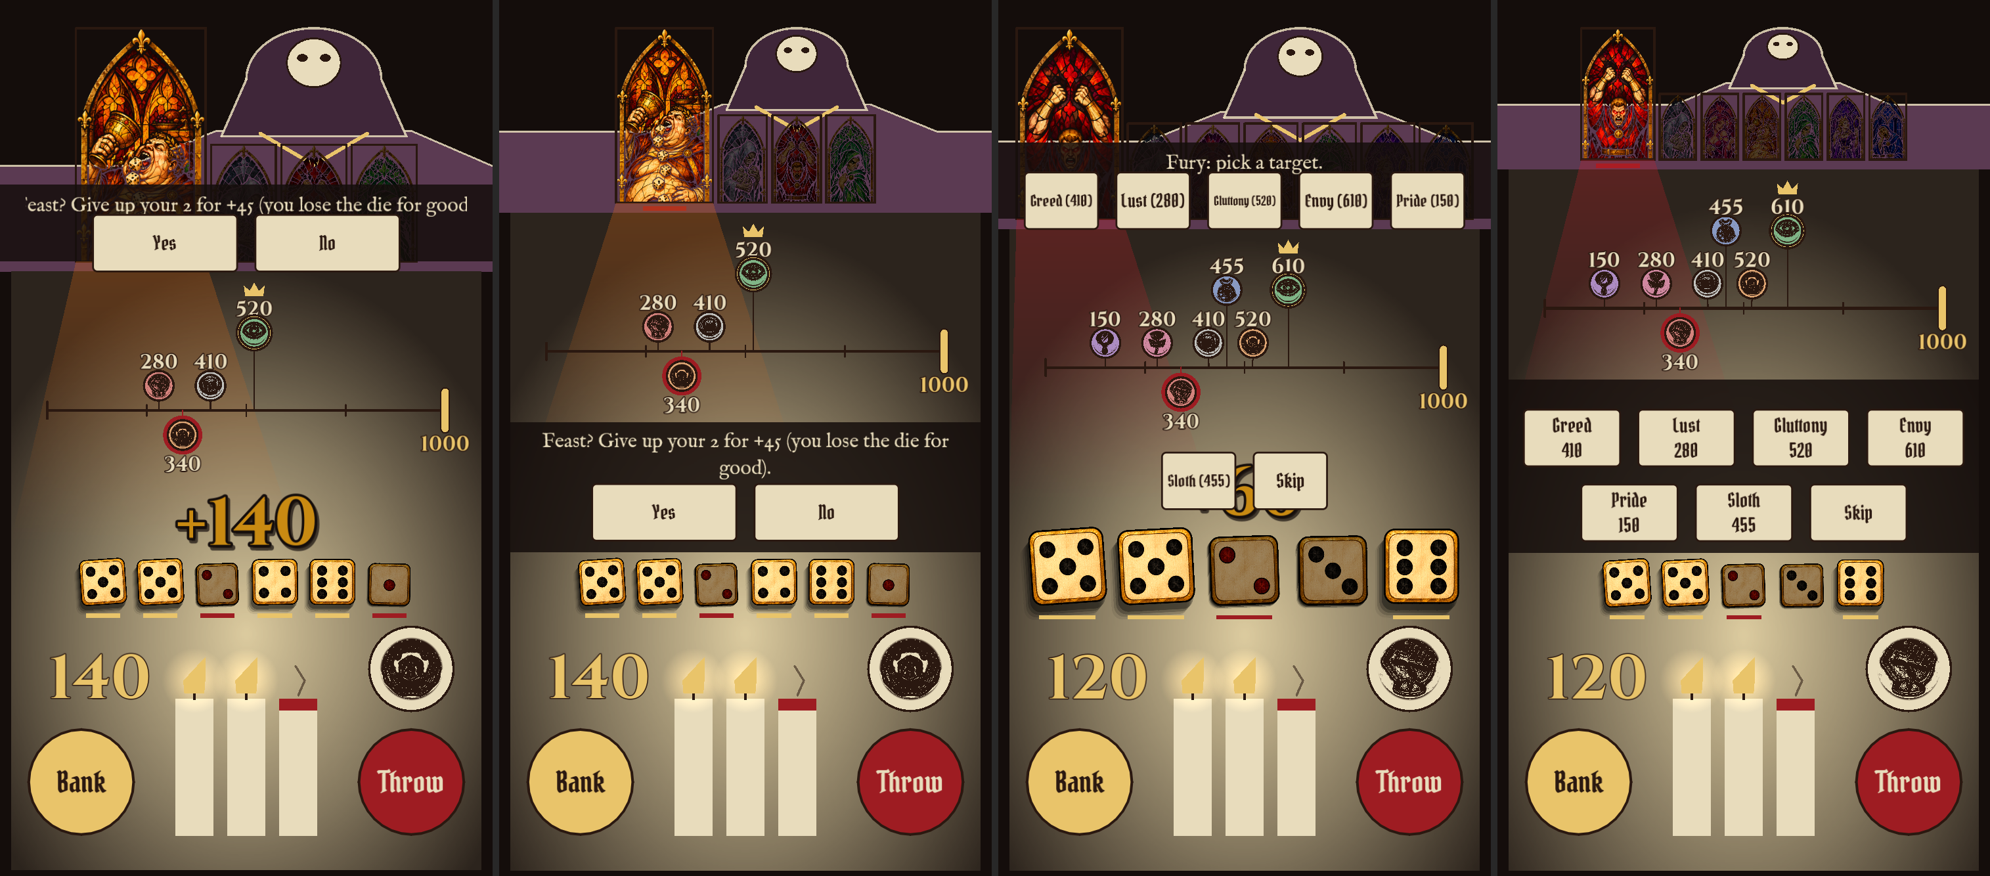 'east? Give up your 2 for +45 (you lose the die for good
Yes No
520
280 410
1000
340
+140
140
Bank Throw
520
280 410
1000
340
Feast? Give up your 2 for +45 (you lose the die for
good).
Yes No
140
Bank Throw
Fury: pick a target.
Greed (410) Lust (280) Gluttony (520) Envy (610) Pride (150)
455 610
150 280 410 520
1000
340
Sloth (455) Skip
120
Bank Throw
455 610
150 280 410 520
1000
340
Greed Lust Gluttony Envy
410 280 520 610
Pride Sloth Skip
150 455
120
Bank Throw